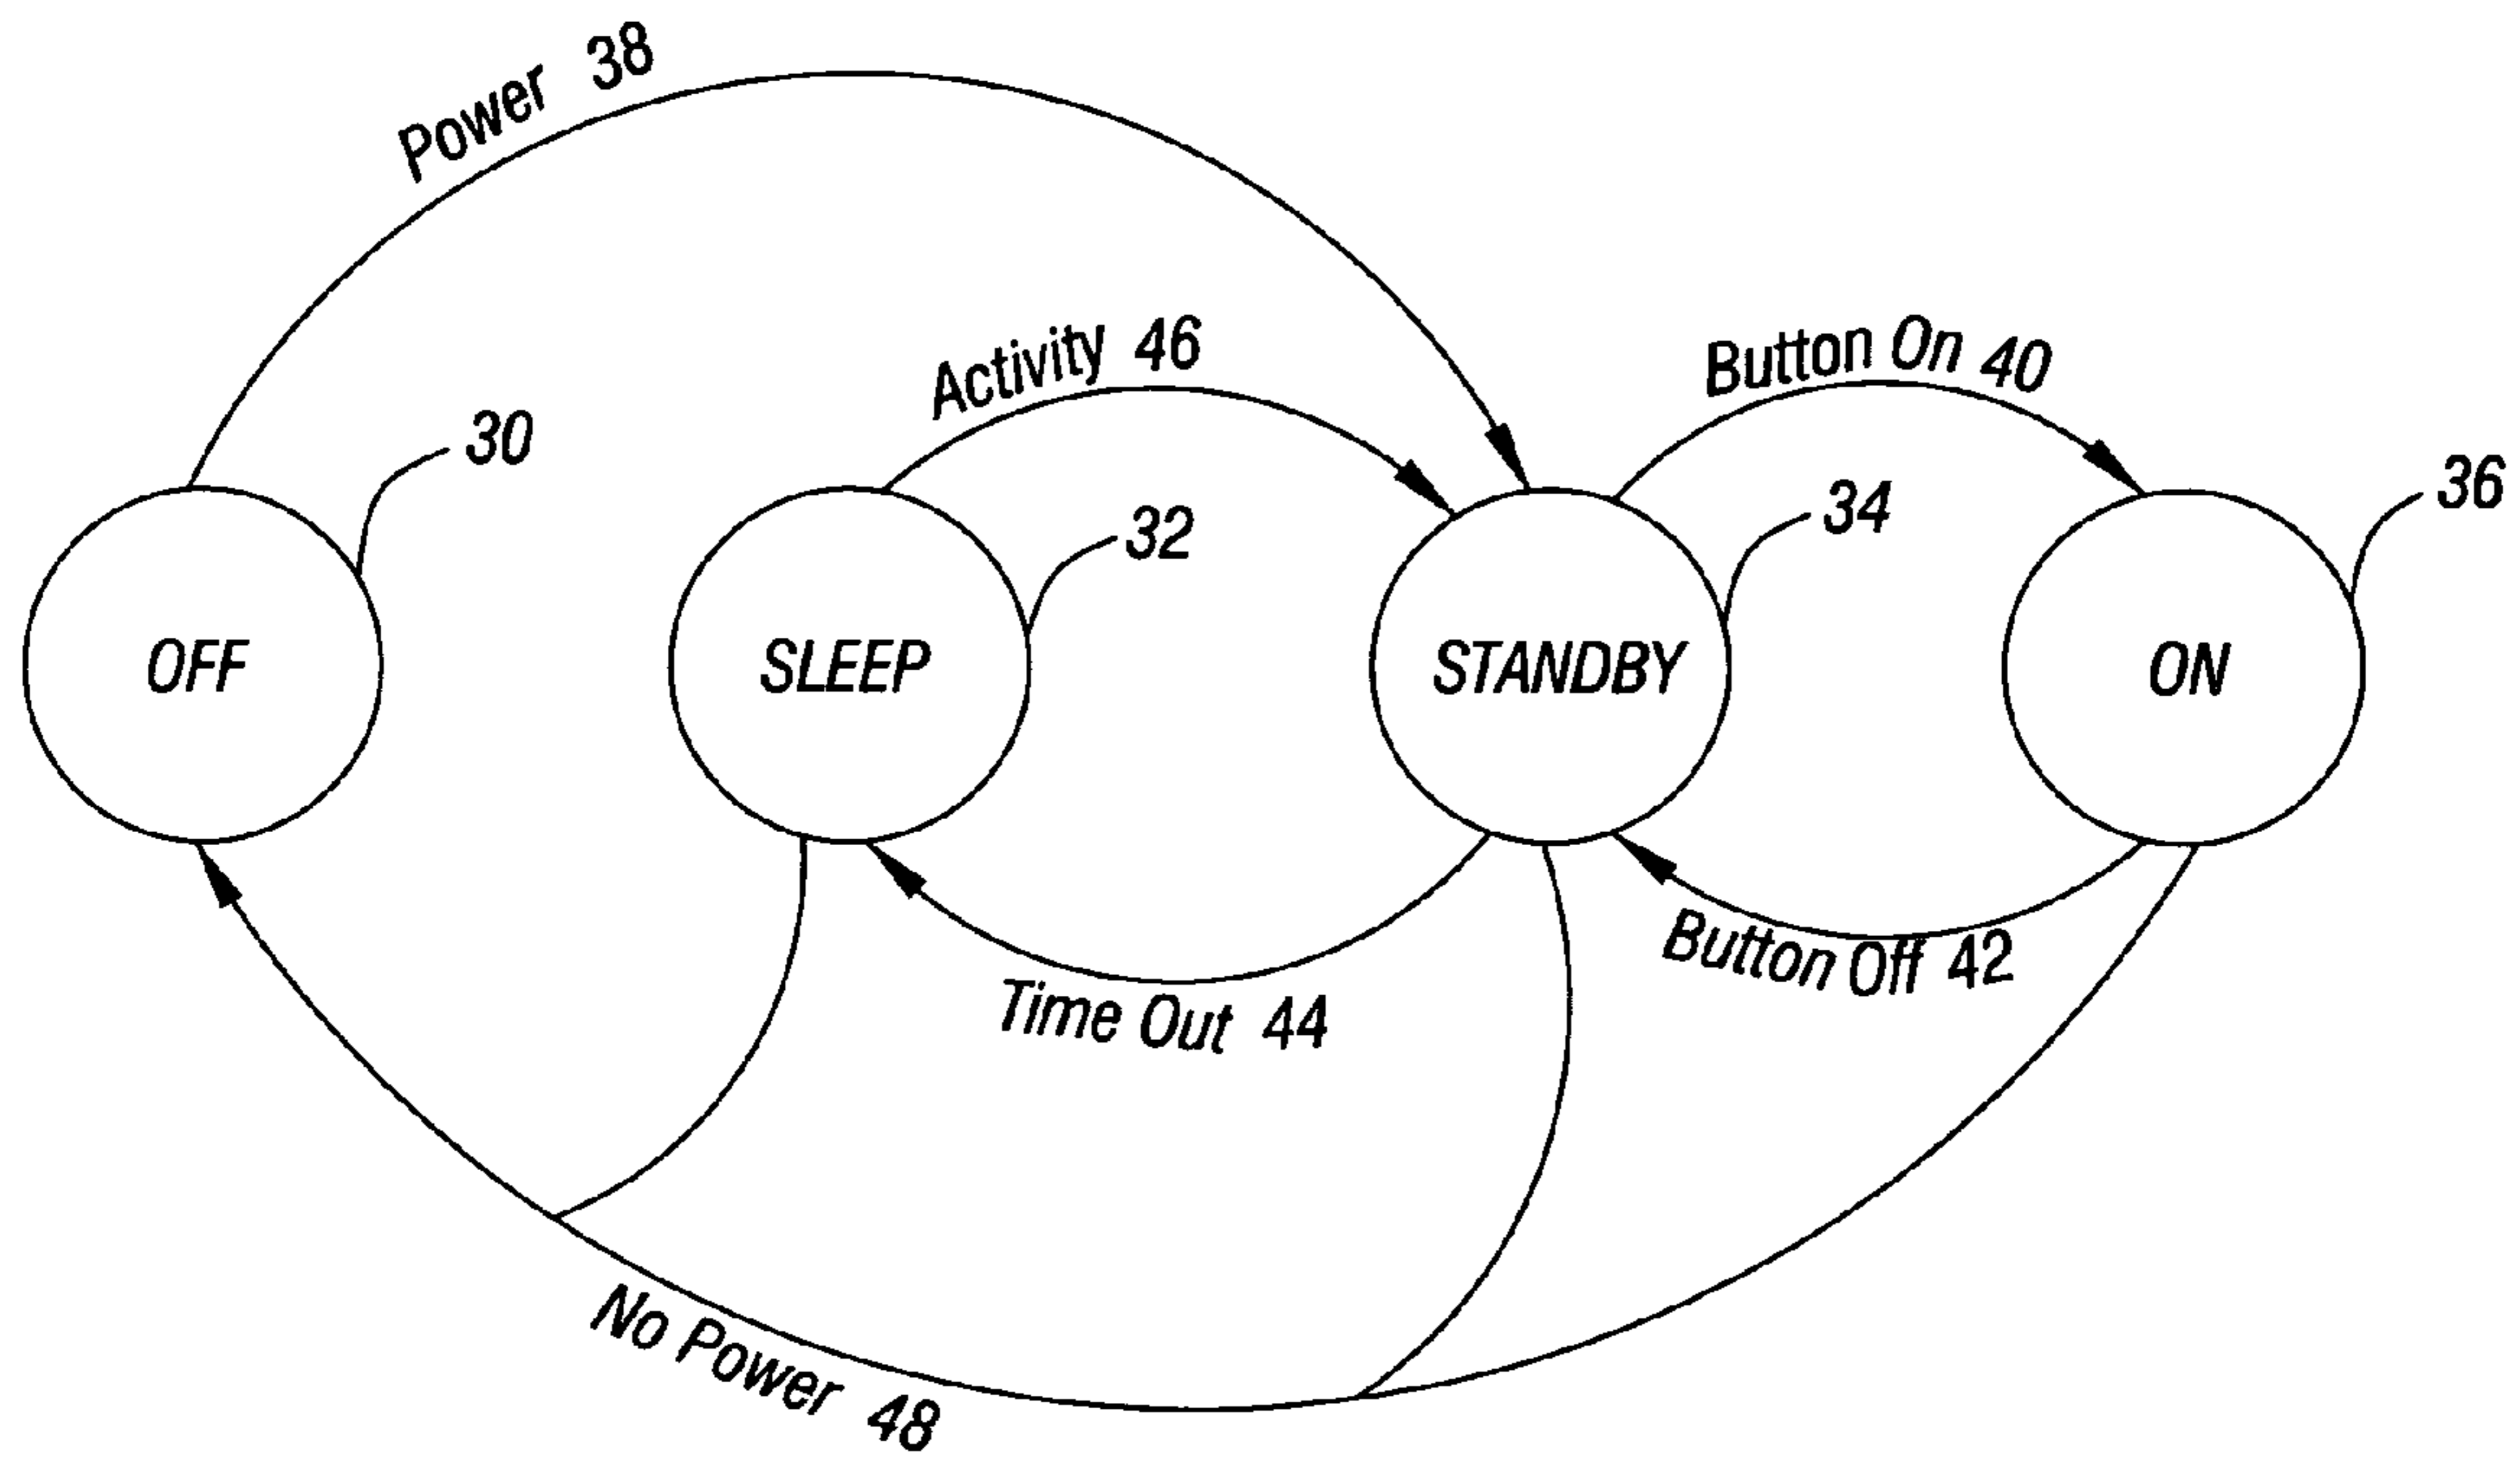 Power 38
Activity 46
Button On 40
30
32
34
36
OFF
SLEEP
STANDBY
ON
Button Off 42
Time Out 44
No Power 48